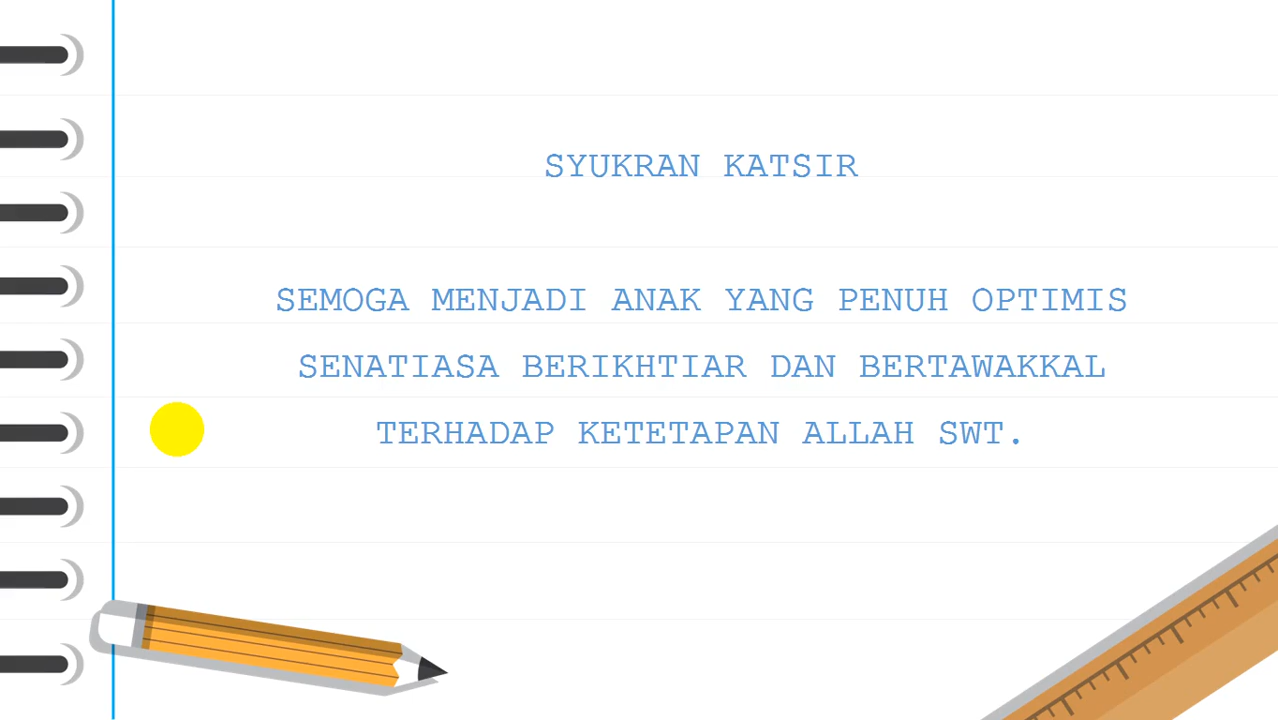 SYUKRAN KATSIR
SEMOGA MENJADI ANAK YANG PENUH OPTIMIS
SENATIASA BERIKHTIAR DAN BERTAWAKKAL
TERHADAP KETETAPAN ALLAH SWT.